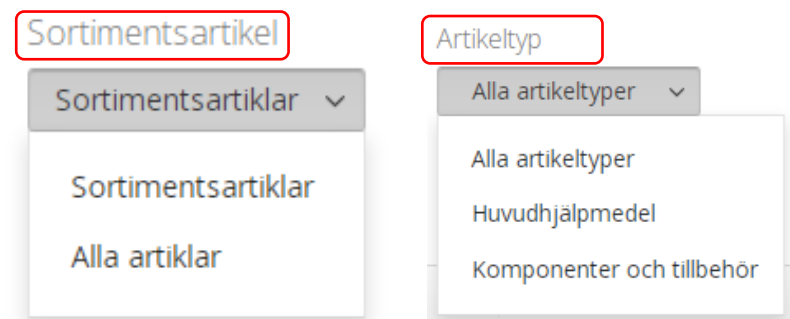 Sortimentsartikel
Sortimentsartiklar
Sortimentsartiklar
Alla artiklar
Artikeltyp
Alla artikeltyper
Alla artikeltyper
Huvudhjälpmedel
Komponenter och tillbehör